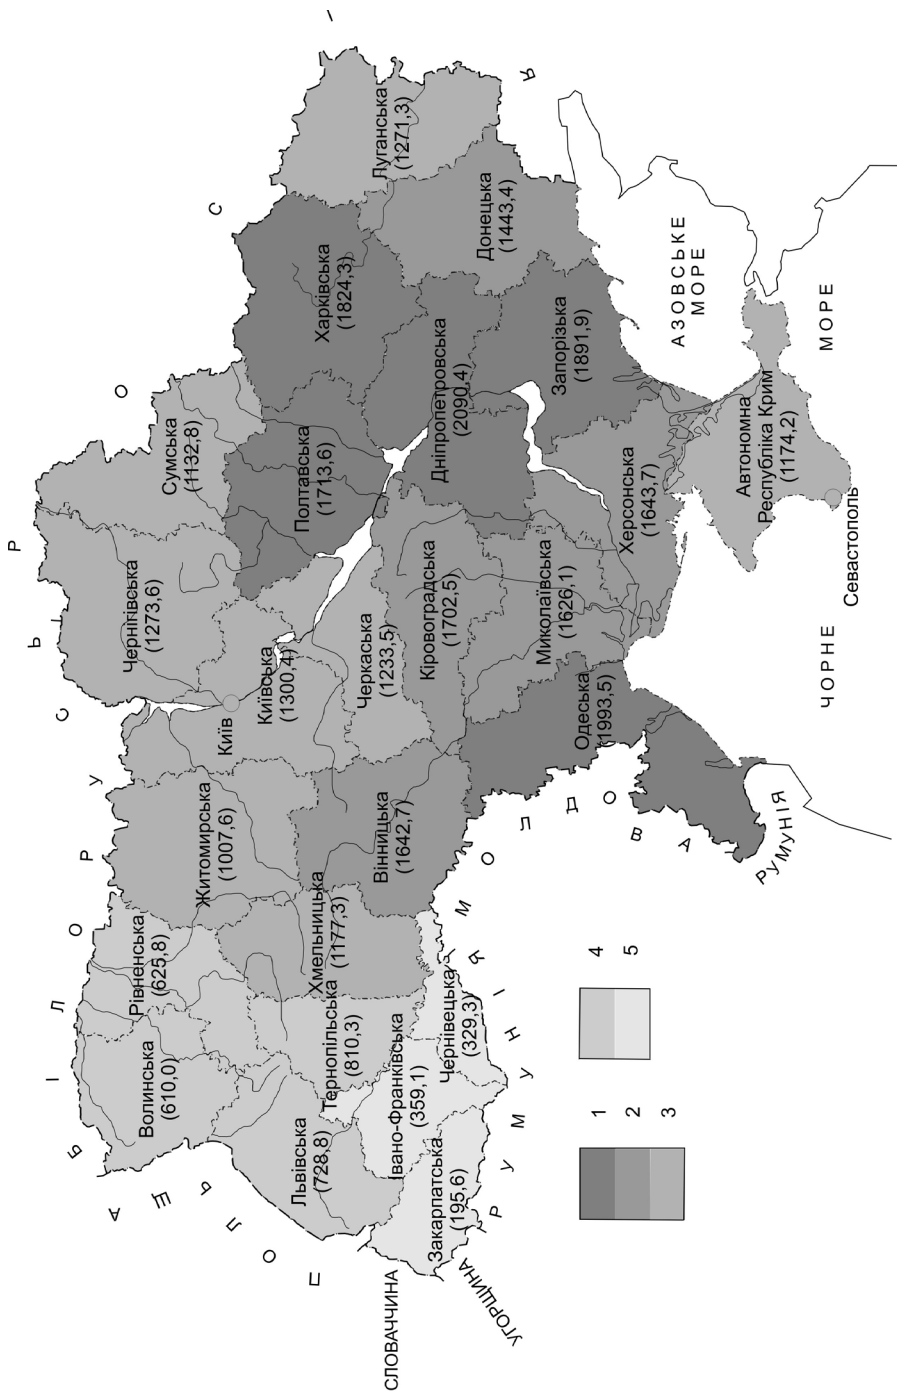 Б І Л О Р У С Ь
Р О С І Я
П О Л Ь Щ А
СЛОВАЧЧИНА
УГОРЩИНА
Р У М У Н І Я
М О Л Д О В А
РУМУНІЯ
Волинська
(610,0)
Рівненська
(625,8)
Житомирська
(1007,6)
Київ
Київська
(1300,4)
Чернігівська
(1273,6)
Сумська
(1132,8)
Львівська
(728,8)
Тернопільська
(810,3)
Хмельницька
(1177,3)
Вінницька
(1642,7)
Черкаська
(1233,5)
Полтавська
(1713,6)
Харківська
(1824,3)
Луганська
(1271,3)
Закарпатська
(195,6)
Івано-Франківська
(359,1)
Чернівецька
(329,3)
Кіровоградська
(1702,5)
Дніпропетровська
(2090,4)
Донецька
(1443,4)
Одеська
(1993,5)
Миколаївська
(1626,1)
Херсонська
(1643,7)
Запорізька
(1891,9)
АЗОВСЬКЕ
МОРЕ
Автономна
Республіка Крим
(1174,2)
Севастополь
ЧОРНЕ
МОРЕ
1
2
3
4
5